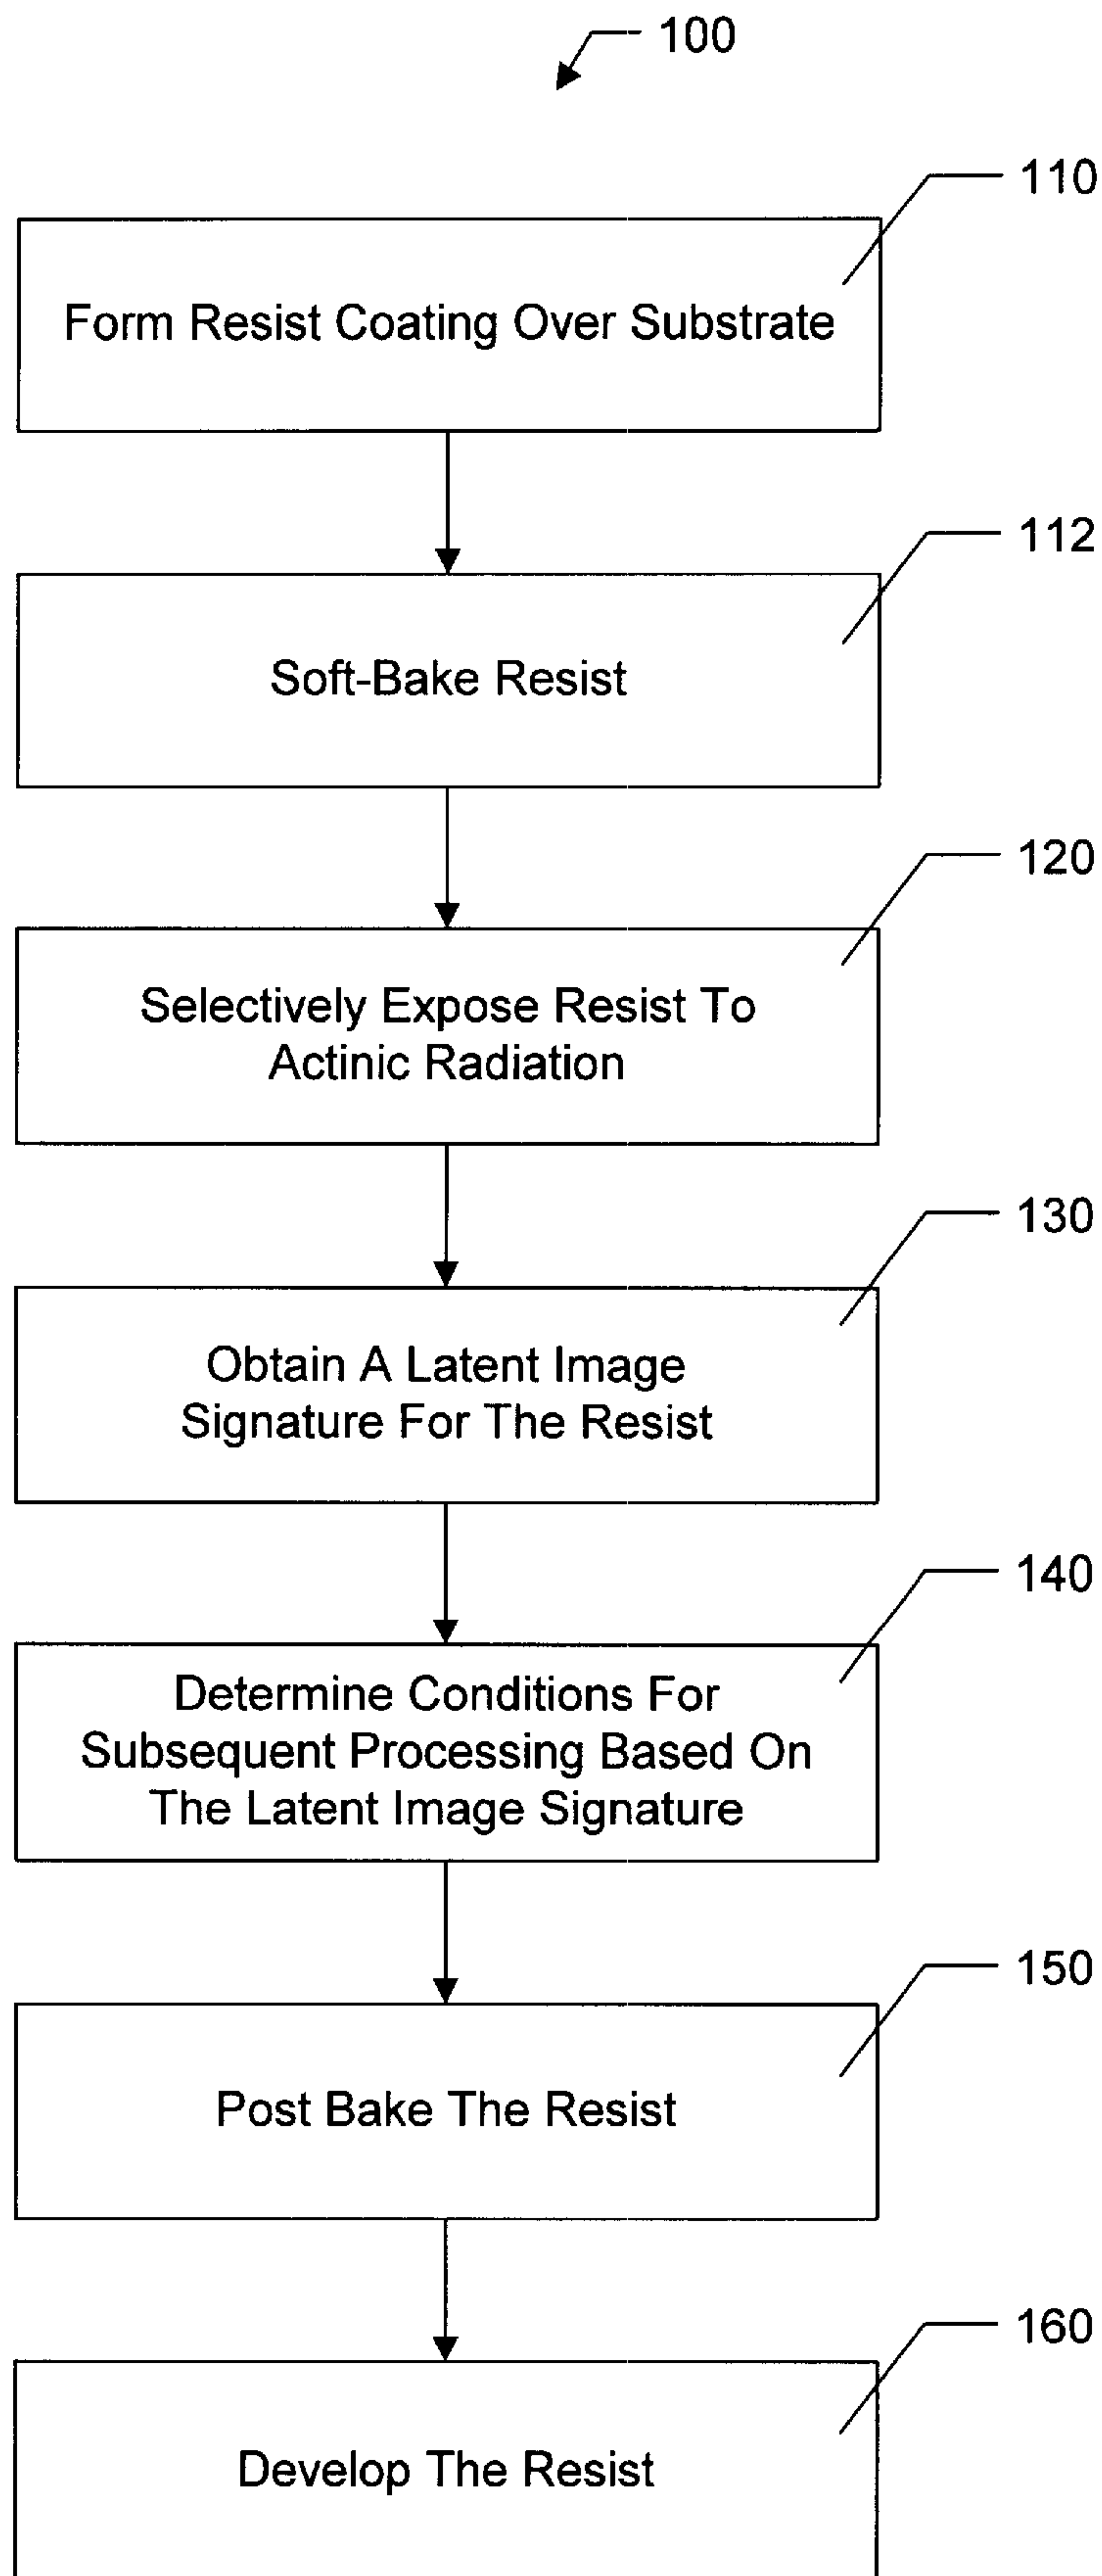 100
110
Form Resist Coating Over Substrate
112
Soft-Bake Resist
120
Selectively Expose Resist To
Actinic Radiation
130
Obtain A Latent Image
Signature For The Resist
140
Determine Conditions For
Subsequent Processing Based On
The Latent Image Signature
150
Post Bake The Resist
160
Develop The Resist